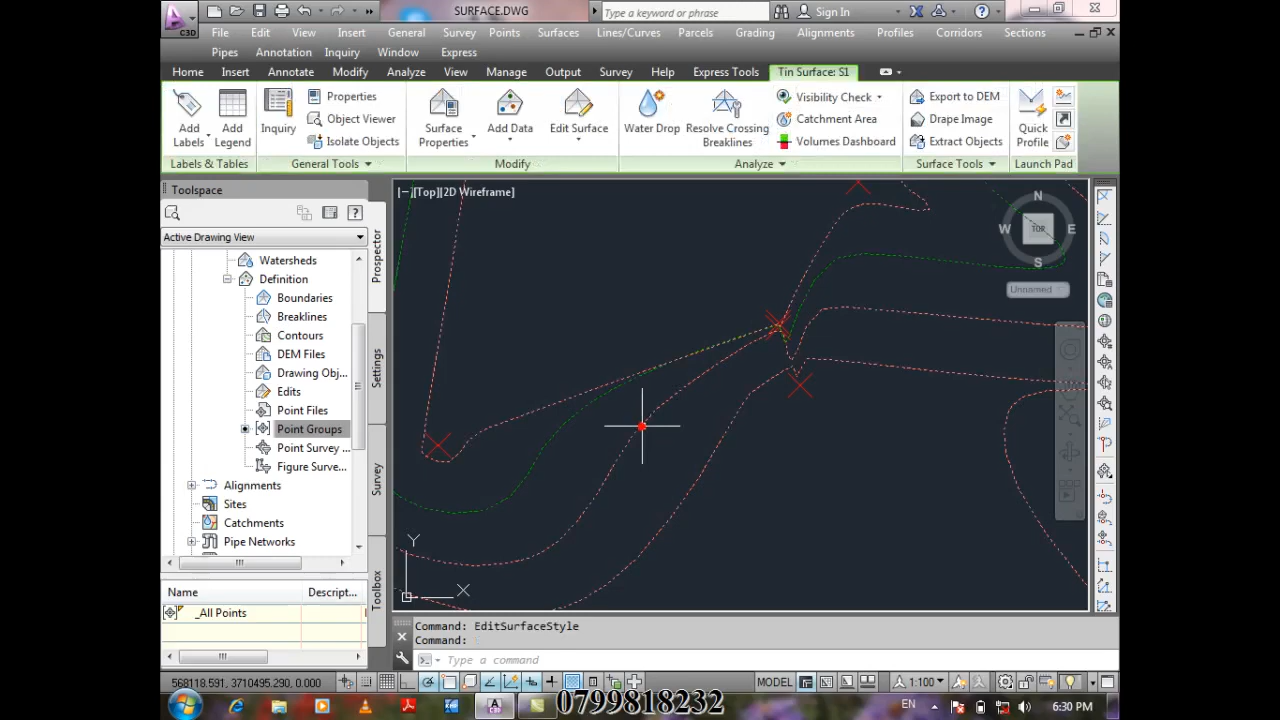 SURFACE.DWG
Type a keyword or phrase
Sign In
C3D
File Edit View Insert General Survey Points Surfaces Lines/Curves Parcels Grading Alignments Profiles Corridors Sections
Pipes Annotation Inquiry Window Express
Home Insert Annotate Modify Analyze View Manage Output Survey Help Express Tools Tin Surface: S1
Add Labels
Add Legend
Inquiry
Properties
Object Viewer
Isolate Objects
Surface Properties
Add Data
Edit Surface
Water Drop
Resolve Crossing Breaklines
Visibility Check
Catchment Area
Volumes Dashboard
Export to DEM
Drape Image
Extract Objects
Quick Profile
Labels & Tables
General Tools
Modify
Analyze
Surface Tools
Launch Pad
Toolspace
Active Drawing View
Watersheds
Definition
Boundaries
Breaklines
Contours
DEM Files
Drawing Obj...
Edits
Point Files
Point Groups
Point Survey
Figure Surve...
Alignments
Sites
Catchments
Pipe Networks
Prospector
Settings
Survey
Toolbox
Name Descript...
_All Points
[—][Top][2D Wireframe]
N
W TOP E
S
Unnamed
Y
X
Command: EditSurfaceStyle
Command:
Type a command
568118.591, 3710495.290, 0.000
MODEL
1:100
0799818232
EN
6:30 PM